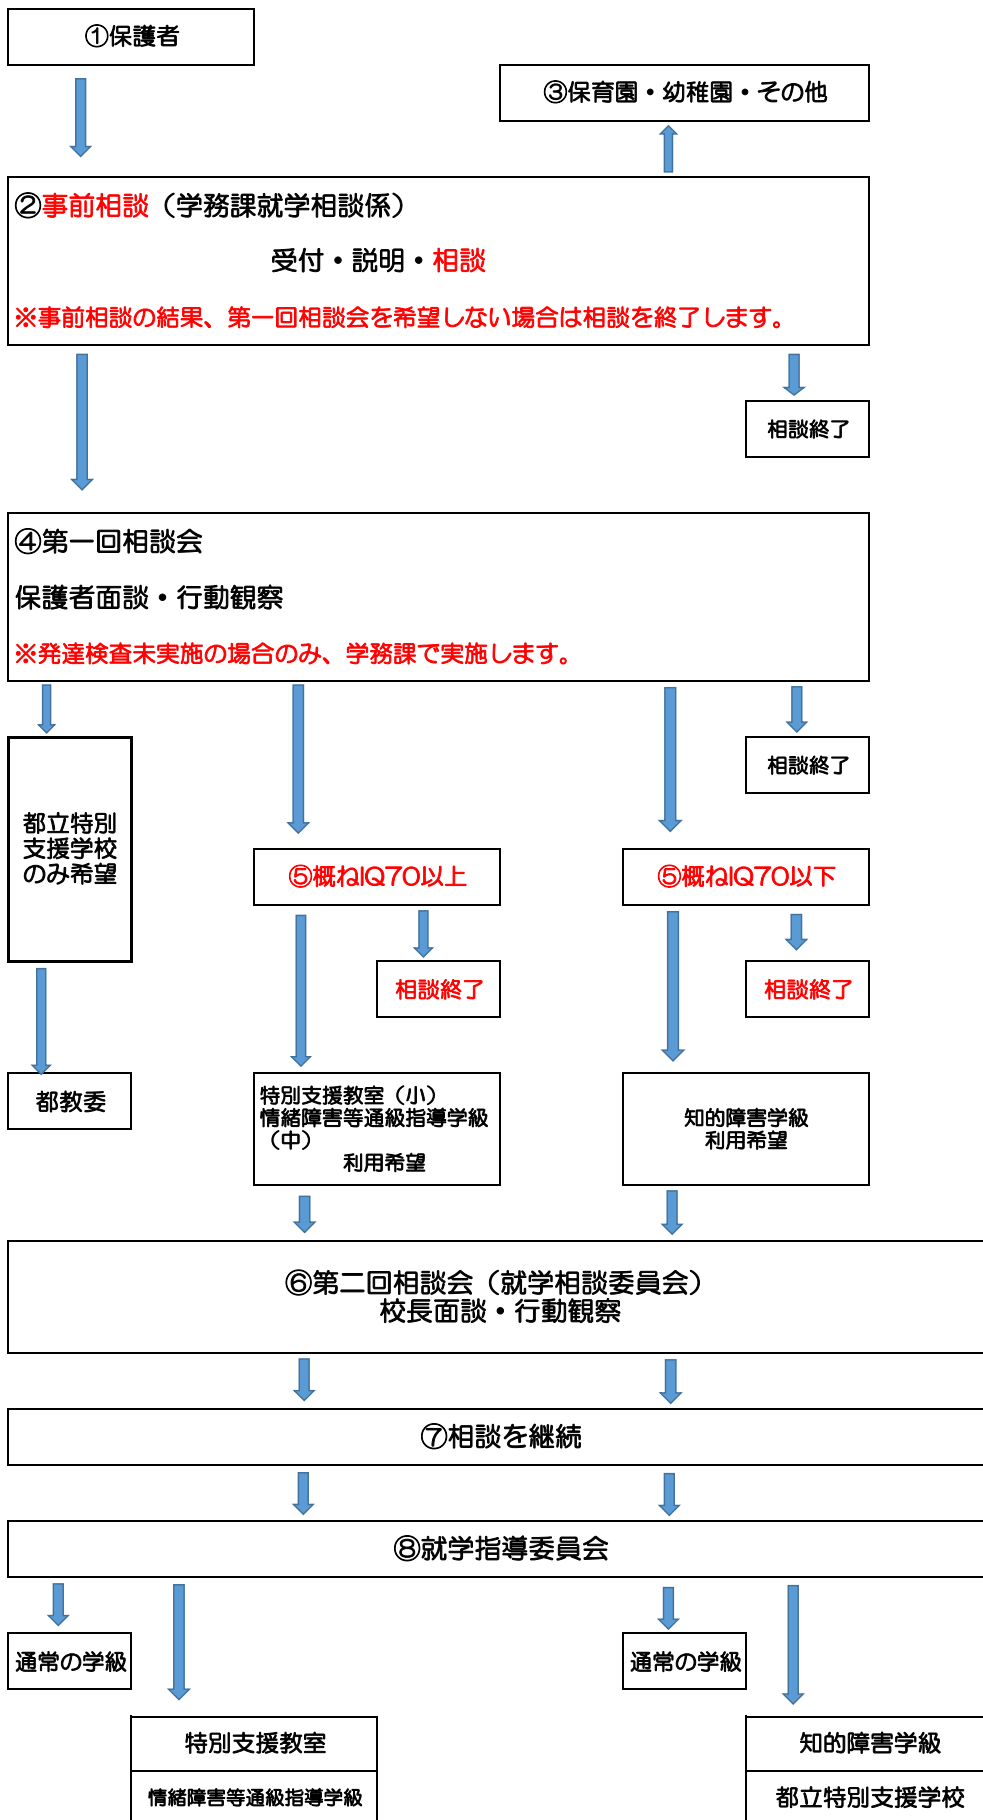 ①保護者
③保育園・幼稚園・その他
②事前相談（学務課就学相談係）
受付・説明・相談
※事前相談の結果、第一回相談会を希望しない場合は相談を終了します。
相談終了
④第一回相談会
保護者面談・行動観察
※発達検査未実施の場合のみ、学務課で実施します。
都立特別
支援学校
のみ希望
相談終了
⑤概ねIQ70以上
⑤概ねIQ70以下
相談終了
相談終了
都教委
特別支援教室（小）
情緒障害等通級指導学級
（中）
利用希望
知的障害学級
利用希望
⑥第二回相談会（就学相談委員会）
校長面談・行動観察
⑦相談を継続
⑧就学指導委員会
通常の学級
通常の学級
特別支援教室
知的障害学級
情緒障害等通級指導学級
都立特別支援学校